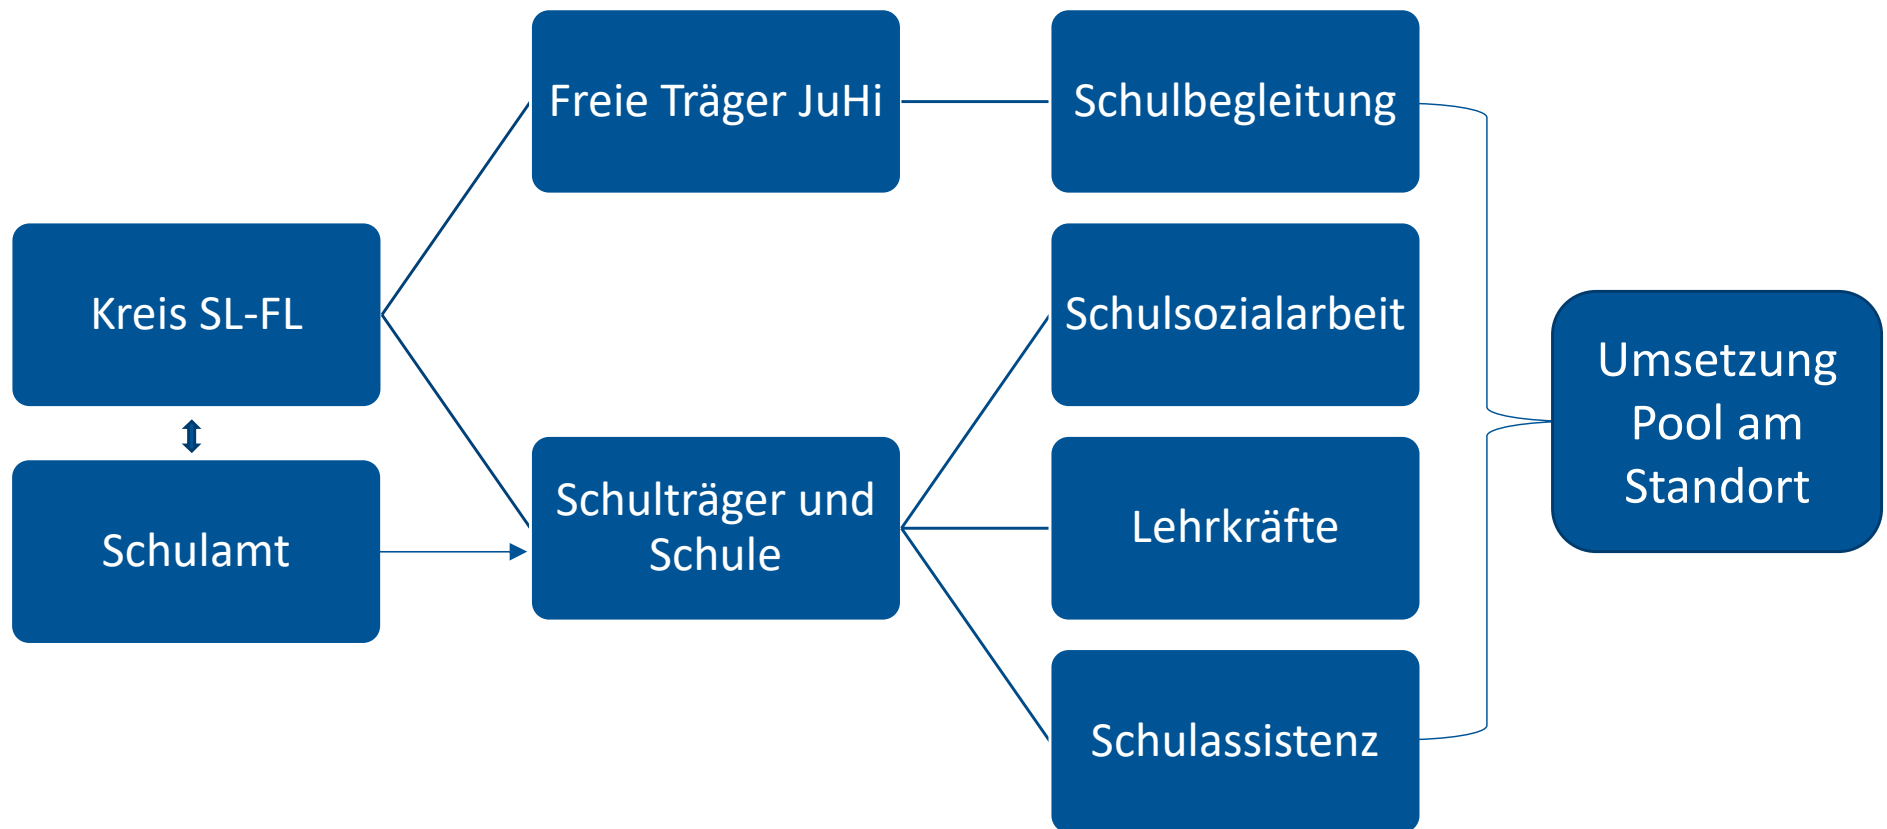 Freie Träger JuHi
Schulbegleitung
Kreis SL-FL
Schulsozialarbeit
Umsetzung
Pool am
Standort
Schulamt
Schulträger und
Schule
Lehrkräfte
Schulassistenz